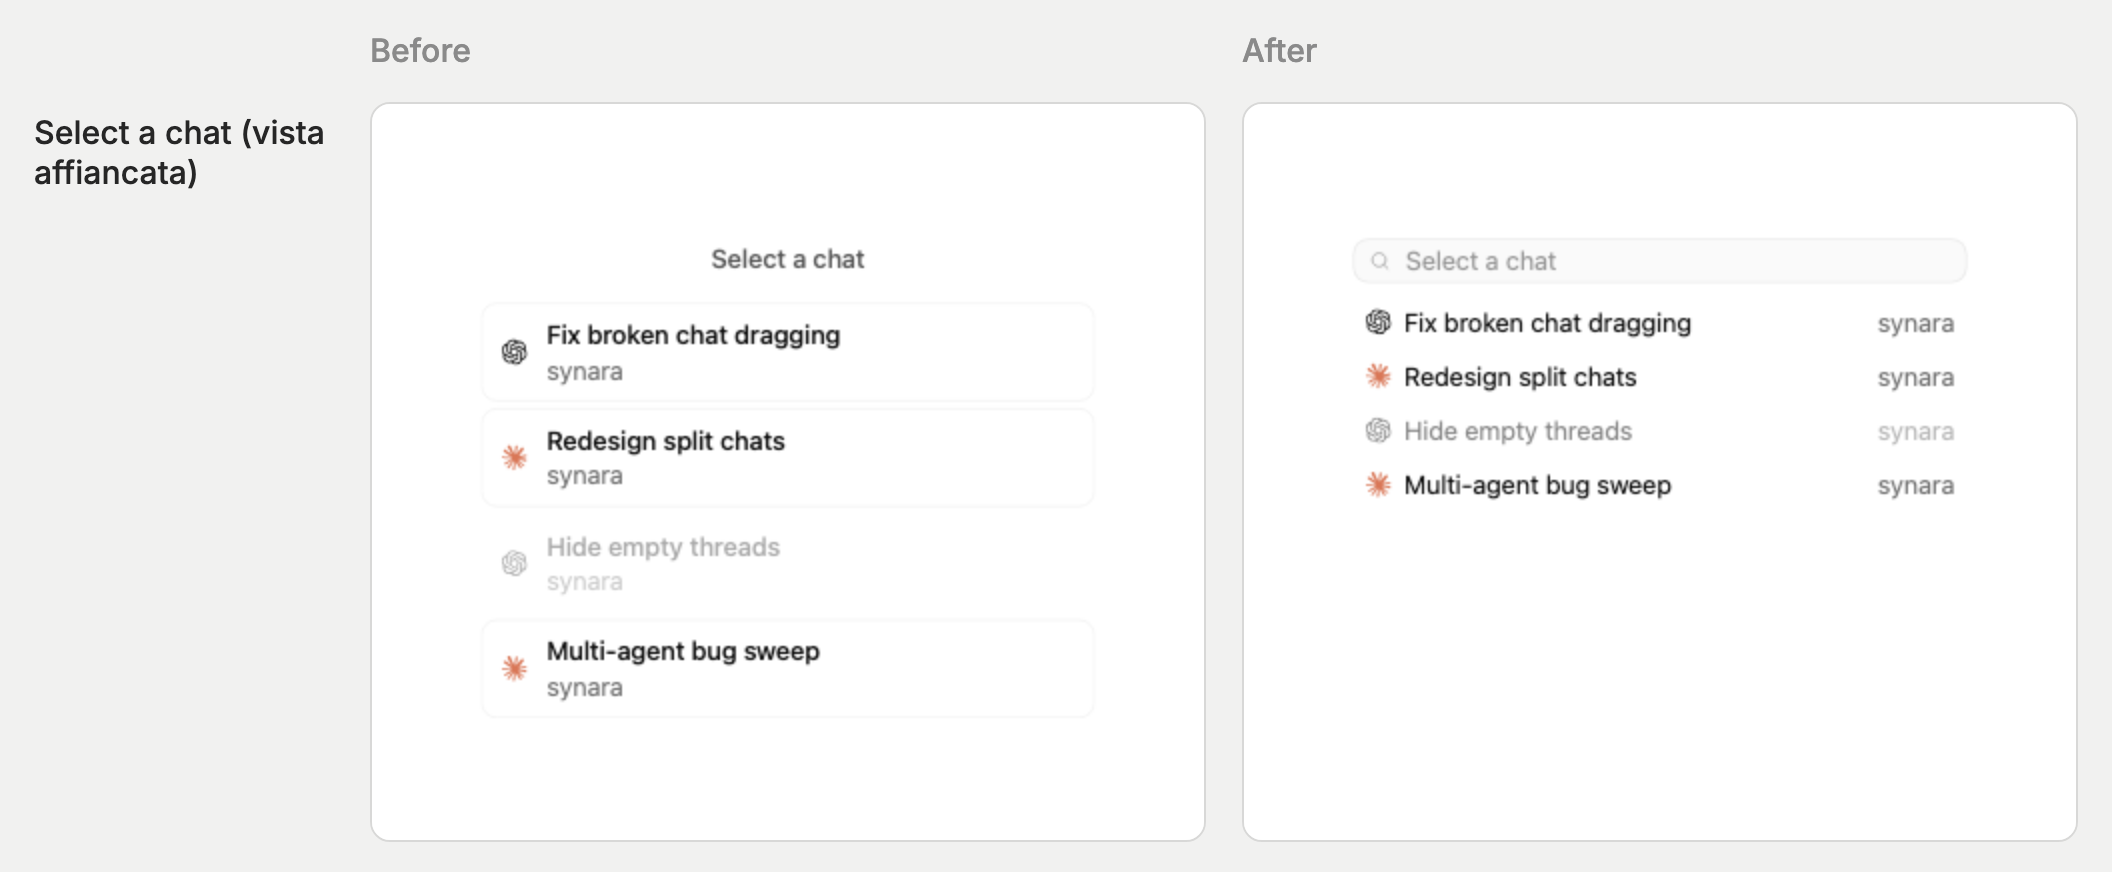 Before
After
Select a chat (vista
affiancata)
Select a chat
Fix broken chat dragging
synara
Redesign split chats
synara
Hide empty threads
synara
Multi-agent bug sweep
synara
Select a chat
Fix broken chat dragging synara
Redesign split chats synara
Hide empty threads synara
Multi-agent bug sweep synara